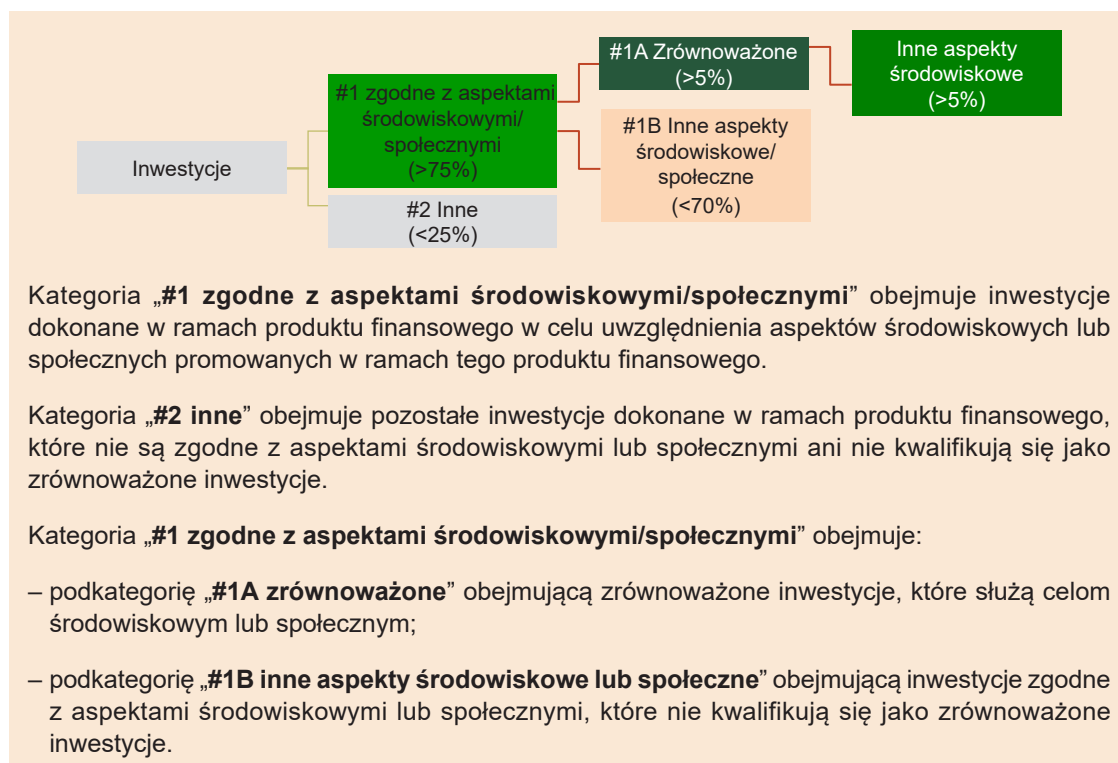 Inwestycje
#1 zgodne z aspektami
środowiskowymi/
społecznymi
(>75%)
#2 Inne
(<25%)
#1A Zrównoważone
(>5%)
#1B Inne aspekty
środowiskowe/
społeczne
(<70%)
Inne aspekty
środowiskowe
(>5%)
Kategoria „#1 zgodne z aspektami środowiskowymi/społecznymi” obejmuje inwestycje
dokonane w ramach produktu finansowego w celu uwzględnienia aspektów środowiskowych lub
społecznych promowanych w ramach tego produktu finansowego.
Kategoria „#2 inne” obejmuje pozostałe inwestycje dokonane w ramach produktu finansowego,
które nie są zgodne z aspektami środowiskowymi lub społecznymi ani nie kwalifikują się jako
zrównoważone inwestycje.
Kategoria „#1 zgodne z aspektami środowiskowymi/społecznymi” obejmuje:
– podkategorię „#1A zrównoważone” obejmującą zrównoważone inwestycje, które służą celom
środowiskowym lub społecznym;
– podkategorię „#1B inne aspekty środowiskowe lub społeczne” obejmującą inwestycje zgodne
z aspektami środowiskowymi lub społecznymi, które nie kwalifikują się jako zrównoważone
inwestycje.